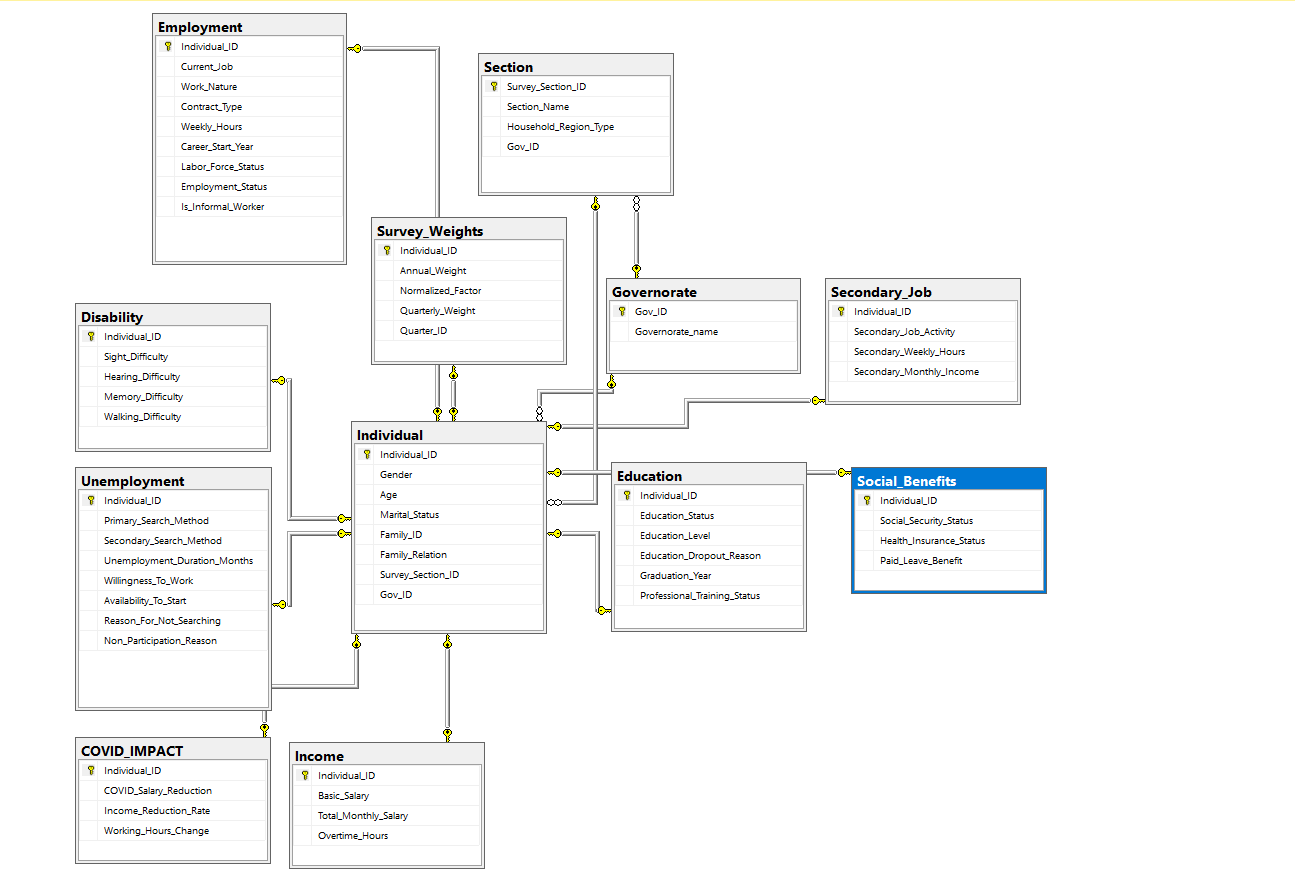 Employment
Individual_ID
Current_Job
Work_Nature
Contract_Type
Weekly_Hours
Career_Start_Year
Labor_Force_Status
Employment_Status
Is_Informal_Worker
Section
Survey_Section_ID
Section_Name
Household_Region_Type
Gov_ID
Survey_Weights
Individual_ID
Annual_Weight
Normalized_Factor
Quarterly_Weight
Quarter_ID
Governorate
Gov_ID
Governorate_name
Secondary_Job
Individual_ID
Secondary_Job_Activity
Secondary_Weekly_Hours
Secondary_Monthly_Income
Disability
Individual_ID
Sight_Difficulty
Hearing_Difficulty
Memory_Difficulty
Walking_Difficulty
Individual
Individual_ID
Gender
Age
Marital_Status
Family_ID
Family_Relation
Survey_Section_ID
Gov_ID
Education
Individual_ID
Education_Status
Education_Level
Education_Dropout_Reason
Graduation_Year
Professional_Training_Status
Social_Benefits
Individual_ID
Social_Security_Status
Health_Insurance_Status
Paid_Leave_Benefit
Unemployment
Individual_ID
Primary_Search_Method
Secondary_Search_Method
Unemployment_Duration_Months
Willingness_To_Work
Availability_To_Start
Reason_For_Not_Searching
Non_Participation_Reason
COVID_IMPACT
Individual_ID
COVID_Salary_Reduction
Income_Reduction_Rate
Working_Hours_Change
Income
Individual_ID
Basic_Salary
Total_Monthly_Salary
Overtime_Hours